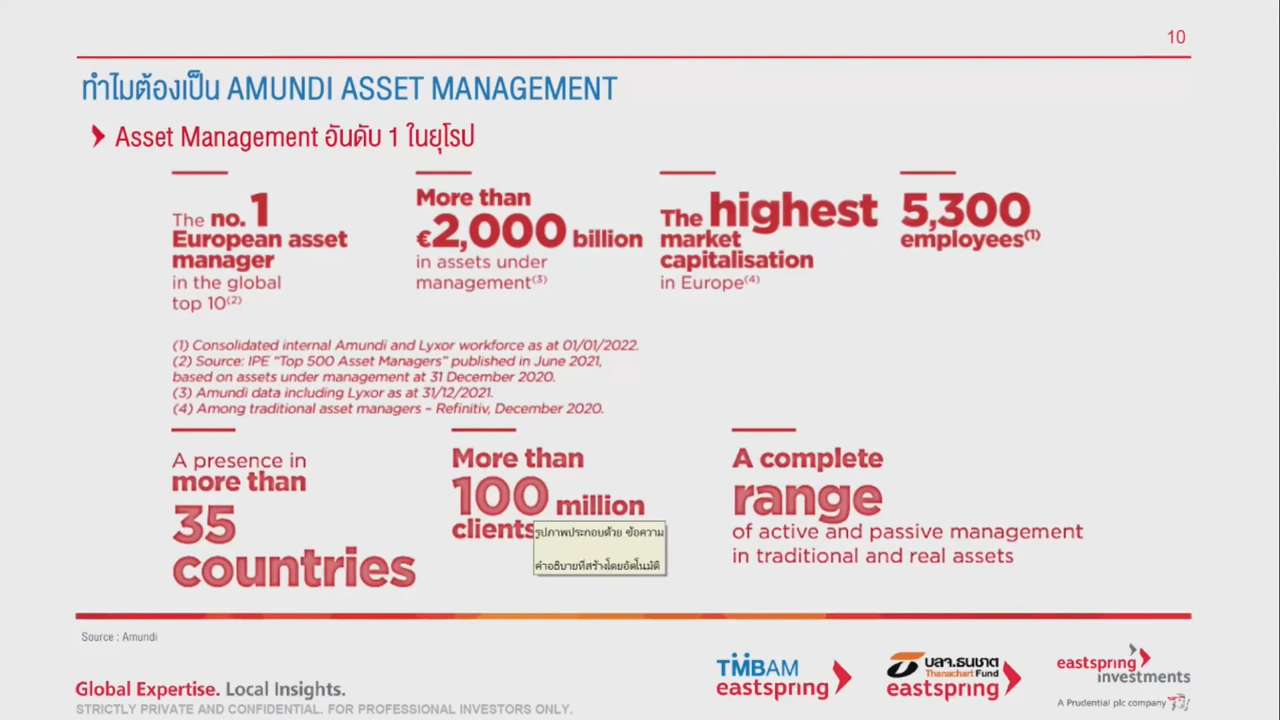 10
ทำไมต้องเป็น AMUNDI ASSET MANAGEMENT
Asset Management อันดับ 1 ในยุโรป
The no. 1
European asset
manager
in the global
top 10(2)
More than
€2,000 billion
in assets under
management(3)
The highest
market
capitalisation
in Europe(4)
5,300
employees(1)
(1) Consolidated internal Amundi and Lyxor workforce as at 01/01/2022.
(2) Source: IPE “Top 500 Asset Managers” published in June 2021,
based on assets under management at 31 December 2020.
(3) Amundi data including Lyxor as at 31/12/2021.
(4) Among traditional asset managers – Refinitiv, December 2020.
A presence in
more than
35
countries
More than
100 million
clients
รูปภาพประกอบด้วย ข้อความ
คำอธิบายที่สร้างโดยอัตโนมัติ
A complete
range
of active and passive management
in traditional and real assets
Source : Amundi
Global Expertise. Local Insights.
STRICTLY PRIVATE AND CONFIDENTIAL. FOR PROFESSIONAL INVESTORS ONLY.
TMBAM
eastspring
บลจ.ธนชาต
Thanachart Fund
eastspring
eastspring
investments
A Prudential plc company